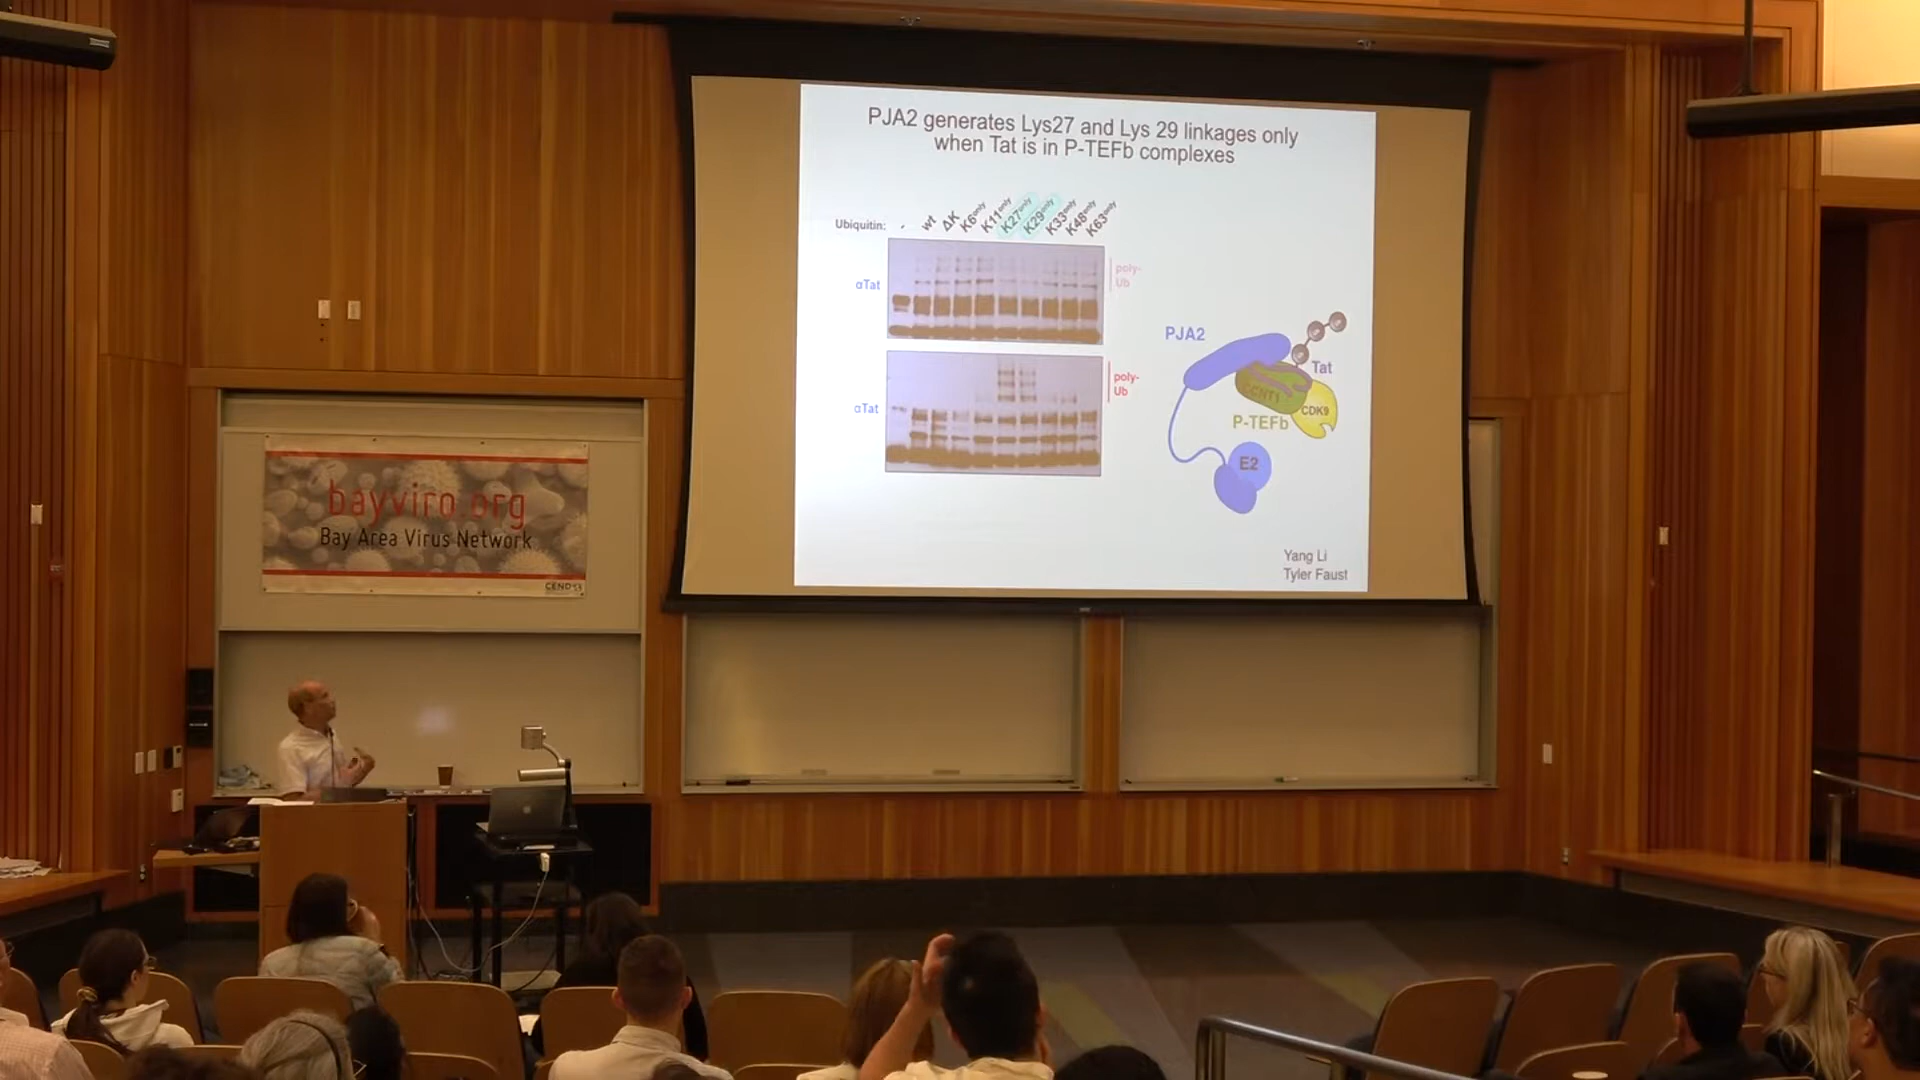 PJA2 generates Lys27 and Lys 29 linkages only
when Tat is in P-TEFb complexes
Ubiquitin: - wt ΔK K6only K11only K27only K29only K33only K48only K63only
αTat
poly-
Ub
αTat
poly-
Ub
PJA2
Tat
CCNT1
CDK9
P-TEFb
E2
Yang Li
Tyler Faust
bayviro.org
Bay Area Virus Network